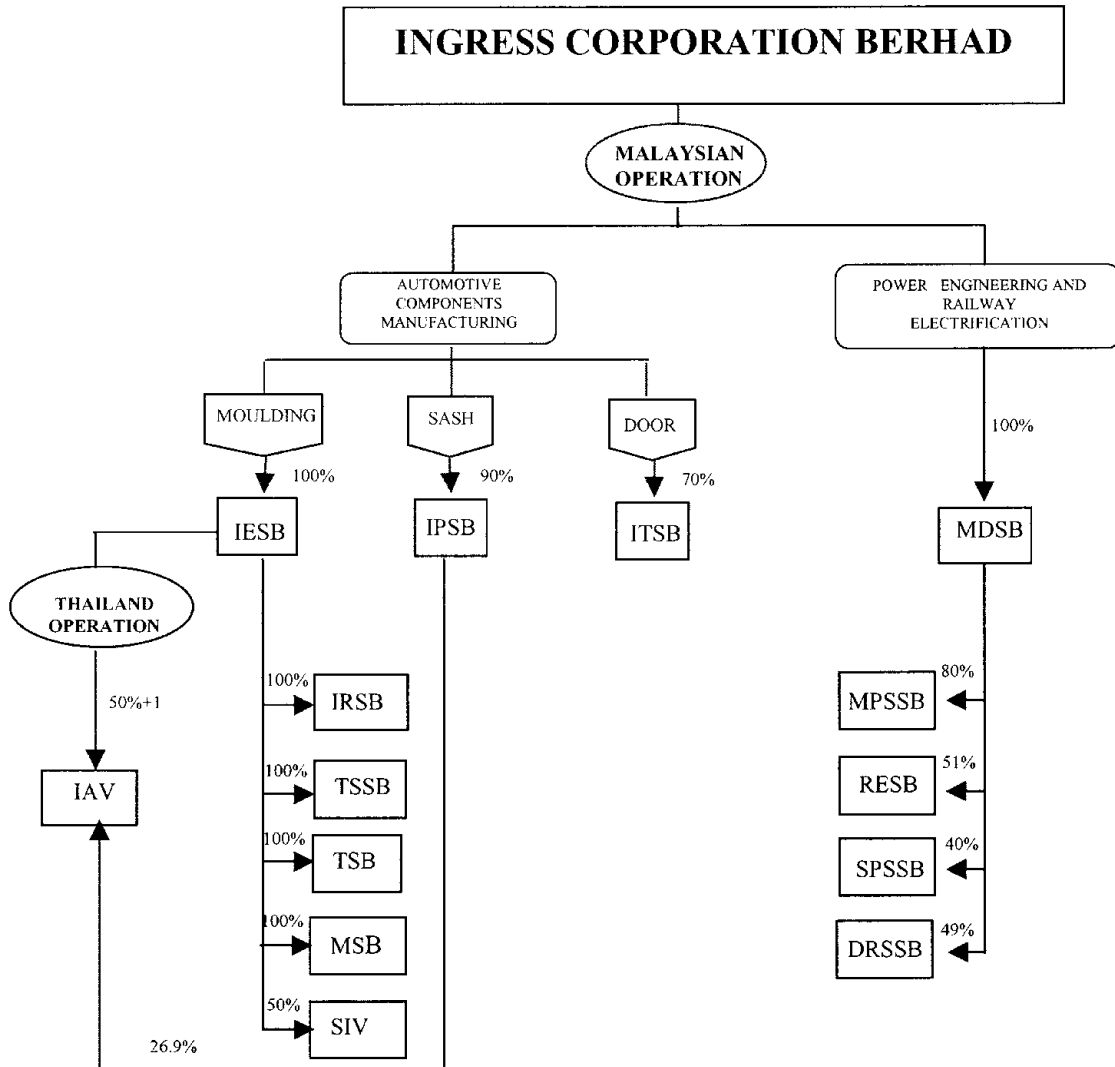 INGRESS CORPORATION BERHAD
MALAYSIAN
OPERATION
AUTOMOTIVE
COMPONENTS
MANUFACTURING
POWER ENGINEERING AND
RAILWAY
ELECTRIFICATION
MOULDING
SASH
DOOR
100%
100%
90%
70%
IESB
IPSB
ITSB
MDSB
THAILAND
OPERATION
50%+1
IAV
100%
IRSB
100%
TSSB
100%
TSB
100%
MSB
50%
SIV
26.9%
80%
MPSSB
51%
RESB
40%
SPSSB
49%
DRSSB